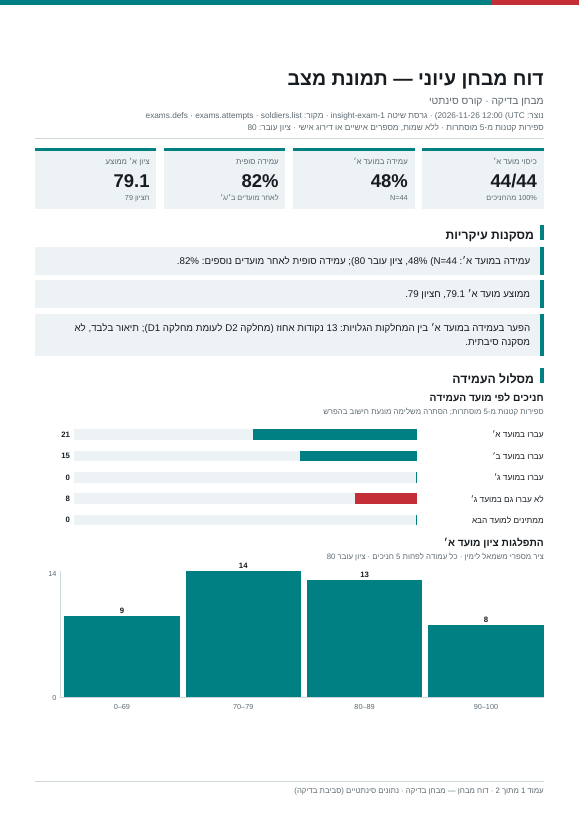 דוח מבחן עיוני — תמונת מצב
מבחן בדיקה · קורס סינתטי
נוצר: 2026-11-26 12:00 (UTC) · גרסת שיטה insight-exam-1 · מקור: exams.defs · exams.attempts · soldiers.list
ספירות קטנות מ-5 מוסתרות · ללא שמות, מספרים אישיים או דירוג אישי · ציון עובר: 80
כיסוי מועד א׳
44/44
100% מהחניכים
עמידה במועד א׳
48%
N=44
עמידה סופית
82%
לאחר מועדים ב׳/ג׳
ציון א׳ ממוצע
79.1
חציון 79
מסקנות עיקריות
עמידה במועד א׳: 48% (N=44, ציון עובר 80); עמידה סופית לאחר מועדים נוספים: 82%.
ממוצע מועד א׳ 79.1, חציון 79.
הפער בעמידה במועד א׳ בין המחלקות הגלויות: 13 נקודות אחוז (מחלקה D2 לעומת מחלקה D1); תיאור בלבד, לא
מסקנה סיבתית.
מסלול העמידה
חניכים לפי מועד העמידה
ספירות קטנות מ-5 מוסתרות; הסתרה משלימה מונעת חישוב בהפרש
עברו במועד א׳ 21
עברו במועד ב׳ 15
עברו במועד ג׳ 0
לא עברו גם במועד ג׳ 8
ממתינים למועד הבא 0
התפלגות ציון מועד א׳
ציר מספרי משמאל לימין · כל עמודה לפחות 5 חניכים · ציון עובר 80
14
0
9
14
13
8
0–69
70–79
80–89
90–100
עמוד 1 מתוך 2 · דוח מבחן — מבחן בדיקה · נתונים סינתטיים (סביבת בדיקה)